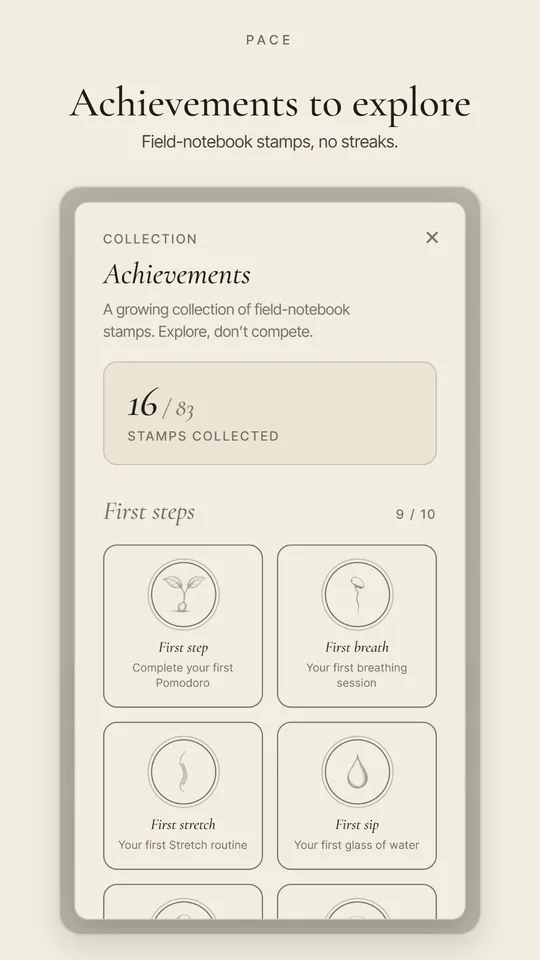 PACE
Achievements to explore
Field-notebook stamps, no streaks.
COLLECTION
Achievements
A growing collection of field-notebook
stamps. Explore, don't compete.
16 / 83
STAMPS COLLECTED
First steps
9 / 10
First step
Complete your first
Pomodoro
First breath
Your first breathing
session
First stretch
Your first Stretch routine
First sip
Your first glass of water